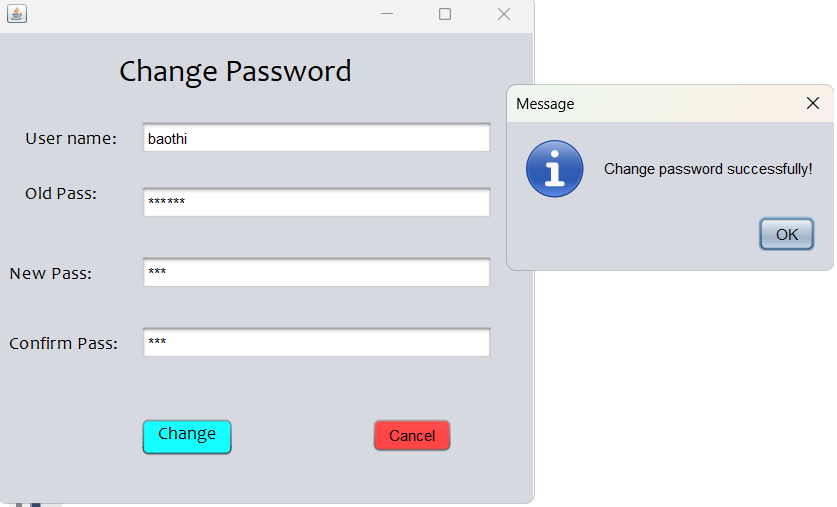 Change Password
User name:
baothi
Old Pass:
******
New Pass:
***
Confirm Pass:
***
Change
Cancel
Message
Change password successfully!
OK